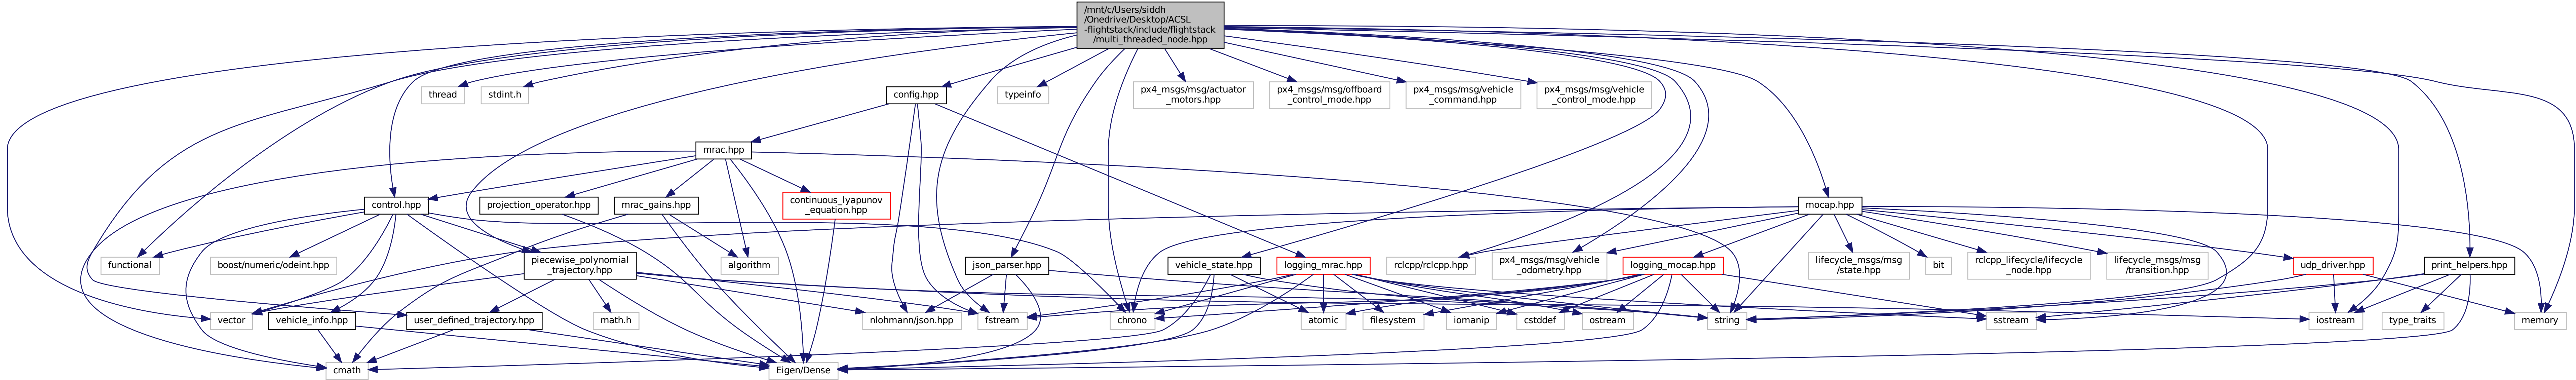 /mnt/c/Users/siddh
/Onedrive/Desktop/ACSL
-flightstack/include/flightstack
/multi_threaded_node.hpp
thread
stdint.h
config.hpp
typeinfo
px4_msgs/msg/actuator
_motors.hpp
px4_msgs/msg/offboard
_control_mode.hpp
px4_msgs/msg/vehicle
_command.hpp
px4_msgs/msg/vehicle
_control_mode.hpp
mrac.hpp
control.hpp
projection_operator.hpp
mrac_gains.hpp
continuous_lyapunov
_equation.hpp
mocap.hpp
functional
boost/numeric/odeint.hpp
piecewise_polynomial
_trajectory.hpp
algorithm
json_parser.hpp
vehicle_state.hpp
logging_mrac.hpp
rclcpp/rclcpp.hpp
px4_msgs/msg/vehicle
_odometry.hpp
logging_mocap.hpp
lifecycle_msgs/msg
/state.hpp
bit
rclcpp_lifecycle/lifecycle
_node.hpp
lifecycle_msgs/msg
/transition.hpp
udp_driver.hpp
print_helpers.hpp
vector
vehicle_info.hpp
user_defined_trajectory.hpp
math.h
nlohmann/json.hpp
fstream
chrono
atomic
filesystem
iomanip
cstddef
ostream
string
sstream
iostream
type_traits
memory
cmath
Eigen/Dense